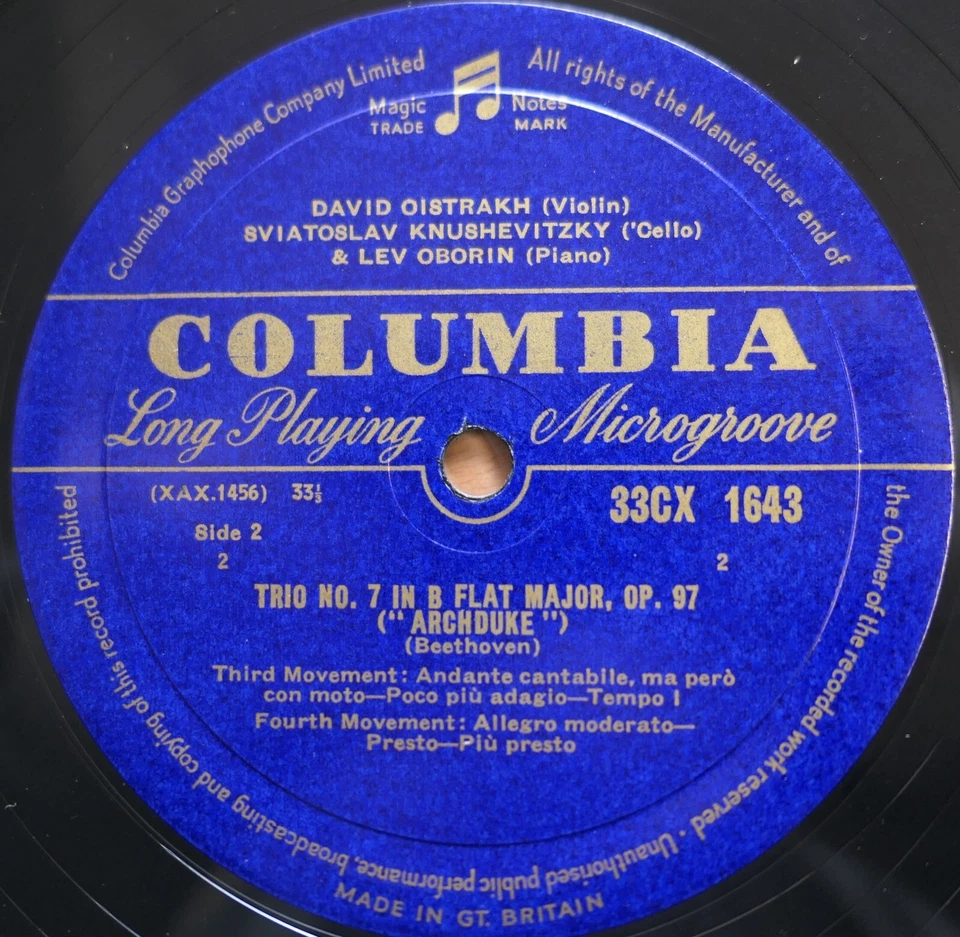 Columbia Graphophone Company Limited
All rights of the Manufacturer and of
the Owner of the recorded work reserved · Unauthorised public performance, broadcasting and copying of this record prohibited
Magic Notes
TRADE MARK
DAVID OISTRAKH (Violin)
SVIATOSLAV KNUSHEVITZKY ('Cello)
& LEV OBORIN (Piano)
COLUMBIA
Long Playing Microgroove
(XAX.1456) 33⅓ 33CX 1643
Side 2
2 2
TRIO NO. 7 IN B FLAT MAJOR, OP. 97
("ARCHDUKE")
(Beethoven)
Third Movement: Andante cantabile, ma però
con moto—Poco più adagio—Tempo I
Fourth Movement: Allegro moderato—
Presto—Più presto
MADE IN GT. BRITAIN